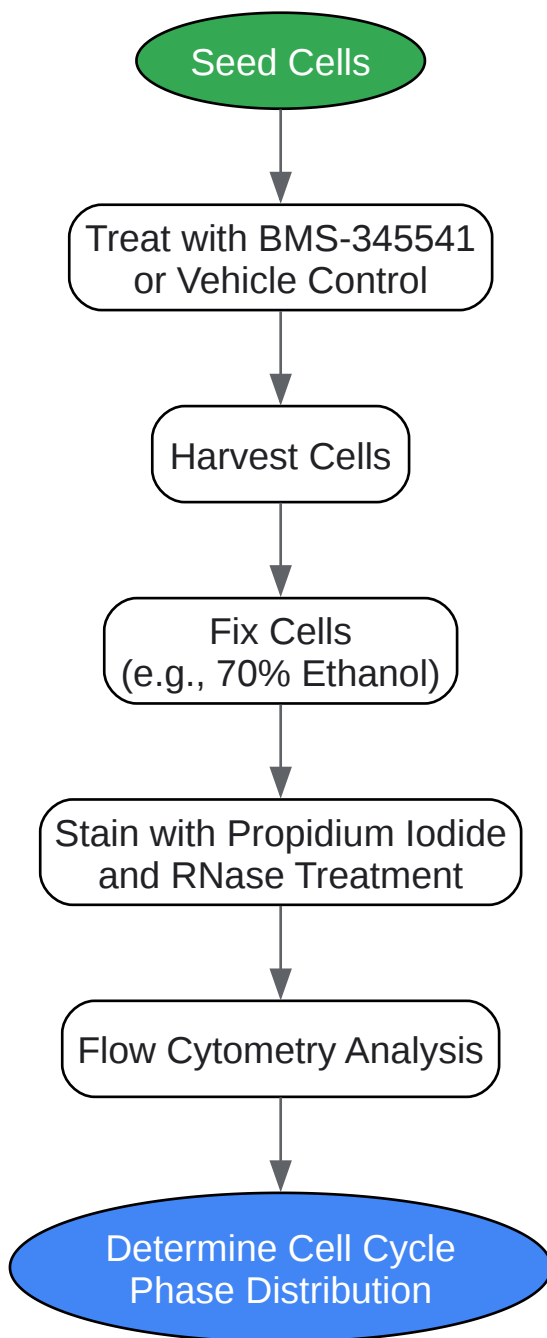 Seed Cells
Treat with BMS-345541
or Vehicle Control
Harvest Cells
Fix Cells
(e.g., 70% Ethanol)
Stain with Propidium Iodide
and RNase Treatment
Flow Cytometry Analysis
Determine Cell Cycle
Phase Distribution